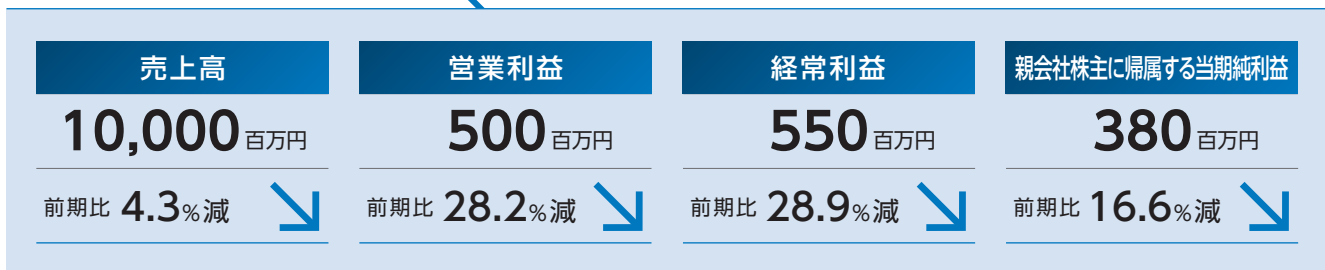 売上高
10,000百万円
前期比 4.3%減
営業利益
500百万円
前期比 28.2%減
経常利益
550百万円
前期比 28.9%減
親会社株主に帰属する当期純利益
380百万円
前期比 16.6%減